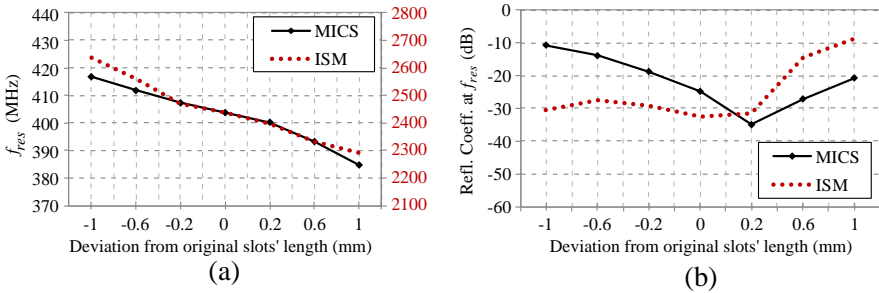 440
430
420
410
400
390
380
370
f_res (MHz)
2800
2700
2600
2500
2400
2300
2200
2100
MICS
ISM
-1 -0.6 -0.2 0 0.2 0.6 1
Deviation from original slots' length (mm)
(a)
0
-10
-20
-30
-40
-50
-60
Refl. Coeff. at f_res (dB)
MICS
ISM
-1 -0.6 -0.2 0 0.2 0.6 1
Deviation from original slots' length (mm)
(b)